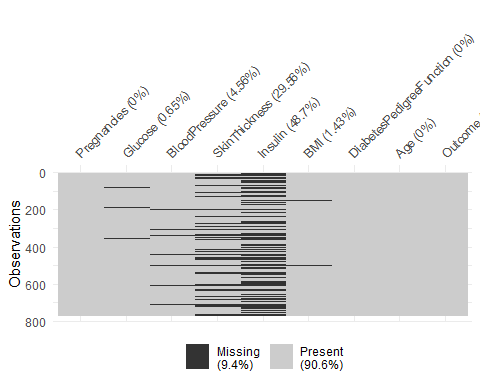 Pregnancies (0%)
Glucose (0.65%)
BloodPressure (4.56%)
SkinThickness (29.56%)
Insulin (48.7%)
BMI (1.43%)
DiabetesPedigreeFunction (0%)
Age (0%)
Outcome
Observations
0
200
400
600
800
Missing
(9.4%)
Present
(90.6%)